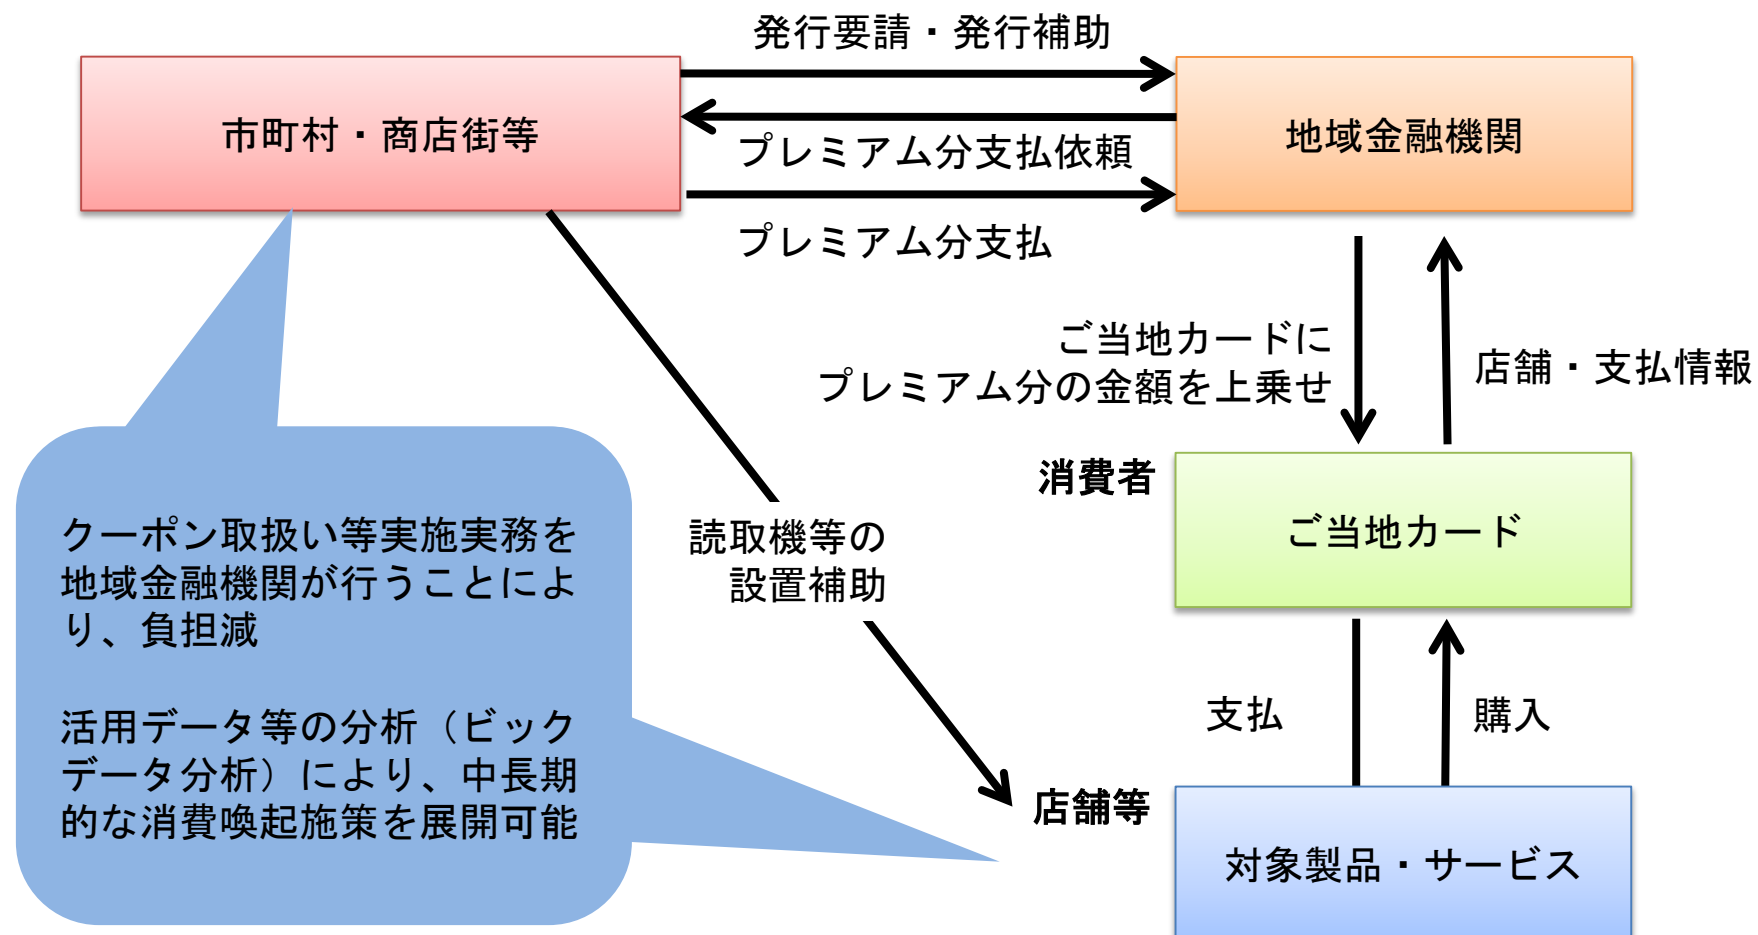 発行要請・発行補助
市町村・商店街等
地域金融機関
プレミアム分支払依頼
プレミアム分支払
ご当地カードに
プレミアム分の金額を上乗せ
店舗・支払情報
消費者
ご当地カード
クーポン取扱い等実施実務を
地域金融機関が行うことによ
り、負担減
活用データ等の分析（ビック
データ分析）により、中長期
的な消費喚起施策を展開可能
読取機等の
設置補助
支払
購入
店舗等
対象製品・サービス